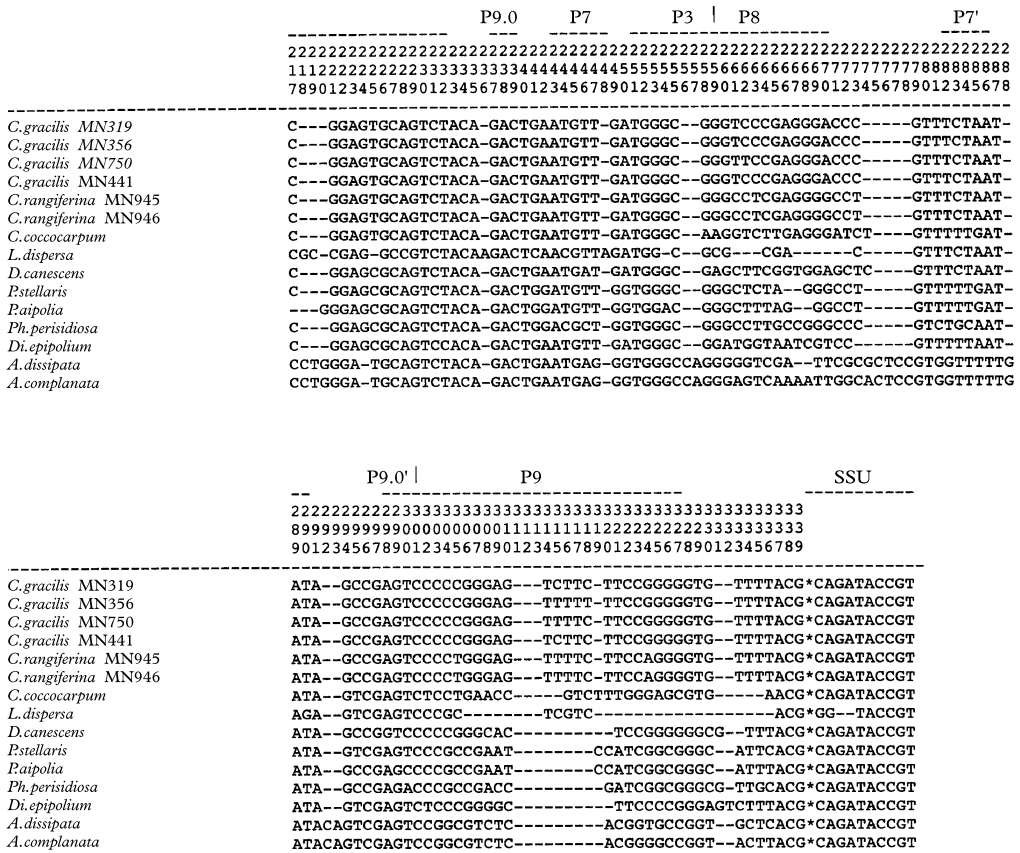 P9.0 P7 P3 | P8 P7'
222222222222222222222222222222222222222222222222222222222222222222222222
111222222222233333333334444444444555555555566666666667777777777888888888
789012345678901234567890123456789012345678901234567890123456789012345678
C.gracilis MN319 C---GGAGTGCAGTCTACA-GACTGAATGTT-GATGGGC--GGGTCCCGAGGGACCC-----GTTTCTAAT-
C.gracilis MN356 C---GGAGTGCAGTCTACA-GACTGAATGTT-GATGGGC--GGGTCCCGAGGGACCC-----GTTTCTAAT-
C.gracilis MN750 C---GGAGTGCAGTCTACA-GACTGAATGTT-GATGGGC--GGGTCCCGAGGGACCC-----GTTTCTAAT-
C.gracilis MN441 C---GGAGTGCAGTCTACA-GACTGAATGTT-GATGGGC--GGGTCCCGAGGGACCC-----GTTTCTAAT-
C.rangiferina MN945 C---GGAGTGCAGTCTACA-GACTGAATGTT-GATGGGC--GGGCCTCGAGGGGCCT-----GTTTCTAAT-
C.rangiferina MN946 C---GGAGTGCAGTCTACA-GACTGAATGTT-GATGGGC--GGGCCTCGAGGGGCCT-----GTTTCTAAT-
C.coccocarpum C---GGAGTGCAGTCTACA-GACTGAATGTT-GATGGGC--AAGGTCTTGAGGGATCT----GTTTTTGAT-
L.dispersa CGC-CGAG-GCCGTCTACAAGACTCAACGTTAGATGG-C--GCG---CGA------C-----GTTTCTAAT-
D.canescens C---GGAGCGCAGTCTACA-GACTGAATGAT-GATGGGC--GAGCTTCGGTGGAGCTC----GTTTCTAAT-
P.stellaris C---GGAGCGCAGTCTACA-GACTGGATGTT-GGTGGGC--GGGCTCTA--GGGCCT-----GTTTTTGAT-
P.aipolia ---GGGAGCGCAGTCTACA-GACTGGATGTT-GGTGGAC--GGGCTTTAG-GGCCT------GTTTTTGAT-
Ph.perisidiosa C---GGAGCGCAGTCTACA-GACTGGACGCT-GGTGGGC--GGGCCTTGCCGGGCCC-----GTCTGCAAT-
Di.epipolium C---GGAGCGCAGTCCACA-GACTGAATGTT-GATGGGC--GGATGGTAATCGTCC------GTTTTTAAT-
A.dissipata CCTGGGA-TGCAGTCTACA-GACTGAATGAG-GGTGGGCCAGGGGGTCGA--TTCGCGCTCCGTGGTTTTTG
A.complanata CCTGGGA-TGCAGTCTACA-GACTGAATGAG-GGTGGGCCAGGGAGTCAAAATTGGCACTCCGTGGTTTTTG
P9.0' | P9 SSU
222222222223333333333333333333333333333333333333333
899999999990000000000111111111122222222223333333333
901234567890123456789012345678901234567890123456789
C.gracilis MN319 ATA--GCCGAGTCCCCCGGGAG---TCTTC-TTCCGGGGGTG--TTTTACG*CAGATACCGT
C.gracilis MN356 ATA--GCCGAGTCCCCCGGGAG---TTTTT-TTCCGGGGGTG--TTTTACG*CAGATACCGT
C.gracilis MN750 ATA--GCCGAGTCCCCCGGGAG---TTTTC-TTCCGGGGGTG--TTTTACG*CAGATACCGT
C.gracilis MN441 ATA--GCCGAGTCCCCCGGGAG---TCTTC-TTCCGGGGGTG--TTTTACG*CAGATACCGT
C.rangiferina MN945 ATA--GCCGAGTCCCCTGGGAG---TTTTC-TTCCAGGGGTG--TTTTACG*CAGATACCGT
C.rangiferina MN946 ATA--GCCGAGTCCCCTGGGAG---TTTTC-TTCCAGGGGTG--TTTTACG*CAGATACCGT
C.coccocarpum ATA--GTCGAGTCTCCTGAACC-----GTCTTTGGGAGCGTG-----AACG*CAGATACCGT
L.dispersa AGA--GTCGAGTCCCGC--------TCGTC------------------ACG*GG--TACCGT
D.canescens ATA--GCCGGTCCCCCGGGCAC----------TCCGGGGGGCG--TTTACG*CAGATACCGT
P.stellaris ATA--GTCGAGTCCCGCCGAAT--------CCATCGGCGGGC--ATTCACG*CAGATACCGT
P.aipolia ATA--GCCGAGCCCCGCCGAAT--------CCATCGGCGGGC--ATTTACG*CAGATACCGT
Ph.perisidiosa ATA--GCCGAGACCCGCCGACC---------GATCGGCGGGCG-TTGCACG*CAGATACCGT
Di.epipolium ATA--GTCGAGTCTCCCGGGGC----------TTCCCCGGGAGTCTTTACG*CAGATACCGT
A.dissipata ATACAGTCGAGTCCGGCGTCTC---------ACGGTGCCGGT--GCTCACG*CAGATACCGT
A.complanata ATACAGTCGAGTCCGGCGTCTC---------ACGGGGCCGGT--ACTTACG*CAGATACCGT